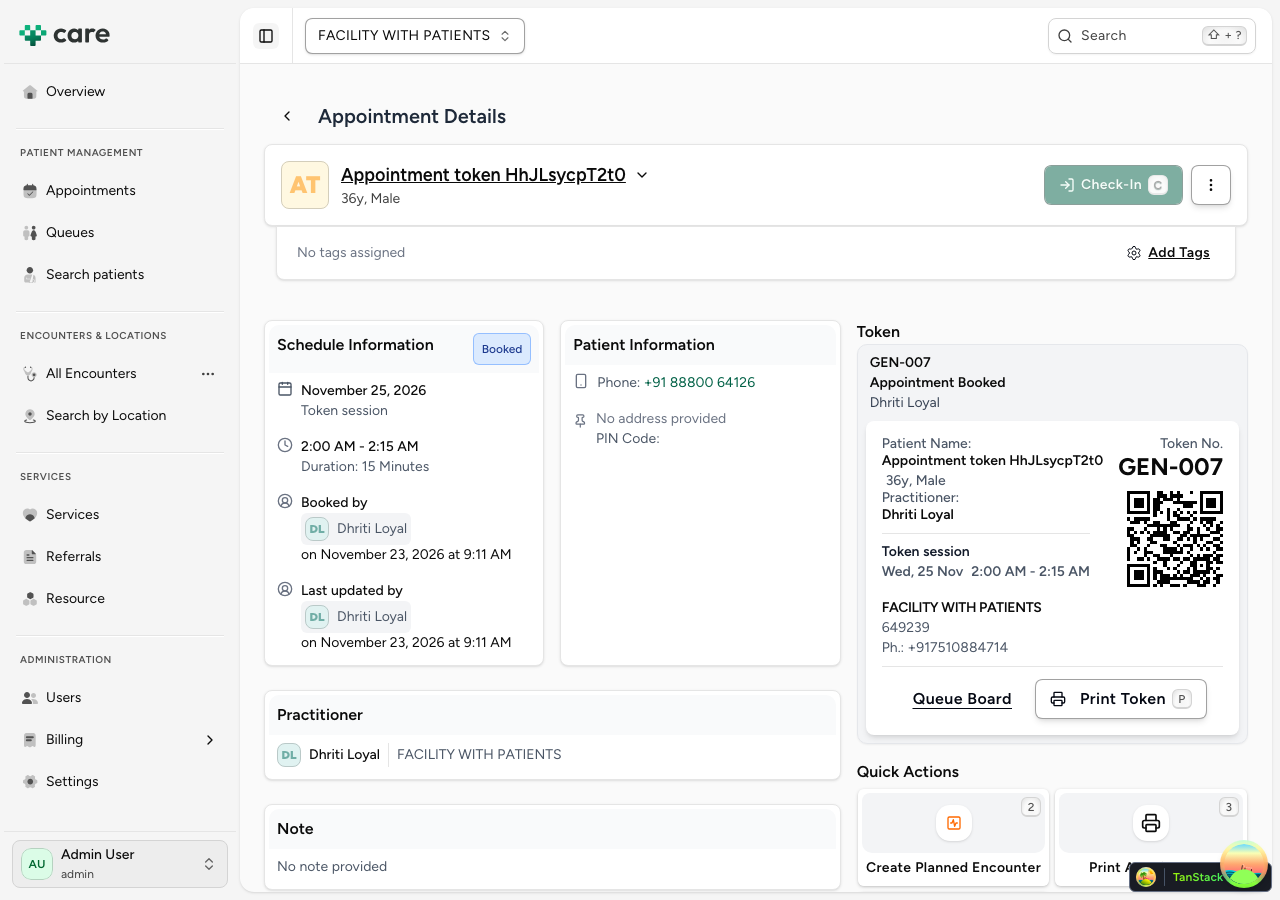 care
Overview
PATIENT MANAGEMENT
Appointments
Queues
Search patients
ENCOUNTERS & LOCATIONS
All Encounters
Search by Location
SERVICES
Services
Referrals
Resource
ADMINISTRATION
Users
Billing
Settings
AU
Admin User
admin
FACILITY WITH PATIENTS
Search
+ ?
Appointment Details
AT
Appointment token HhJLsycpT2t0
36y, Male
Check-In
C
No tags assigned
Add Tags
Schedule Information
Booked
November 25, 2026
Token session
2:00 AM - 2:15 AM
Duration: 15 Minutes
Booked by
DL Dhriti Loyal
on November 23, 2026 at 9:11 AM
Last updated by
DL Dhriti Loyal
on November 23, 2026 at 9:11 AM
Patient Information
Phone: +91 88800 64126
No address provided
PIN Code:
Practitioner
DL Dhriti Loyal FACILITY WITH PATIENTS
Note
No note provided
Token
GEN-007
Appointment Booked
Dhriti Loyal
Patient Name:
Appointment token HhJLsycpT2t0
36y, Male
Practitioner:
Dhriti Loyal
Token No.
GEN-007
Token session
Wed, 25 Nov 2:00 AM - 2:15 AM
FACILITY WITH PATIENTS
649239
Ph.: +917510884714
Queue Board
Print Token P
Quick Actions
2
Create Planned Encounter
3
Print
TanStack